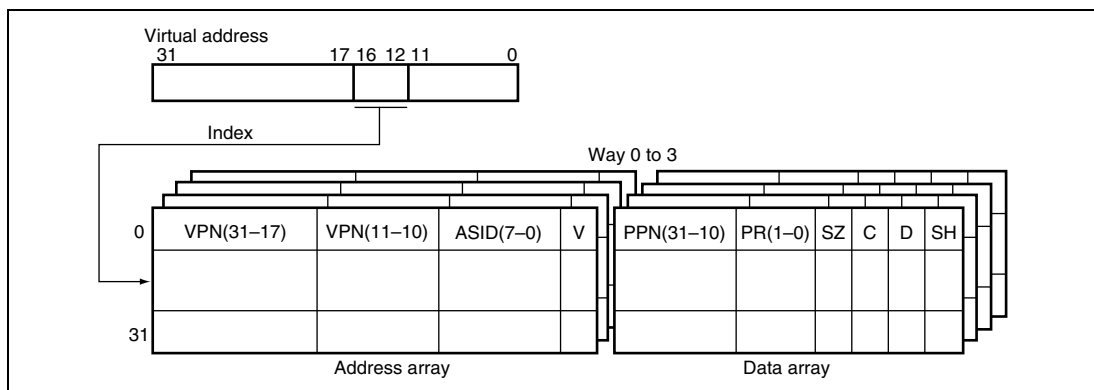 Virtual address
31 17 16 12 11 0
Index
Way 0 to 3
0 VPN(31–17) VPN(11–10) ASID(7–0) V PPN(31–10) PR(1–0) SZ C D SH
31
Address array Data array